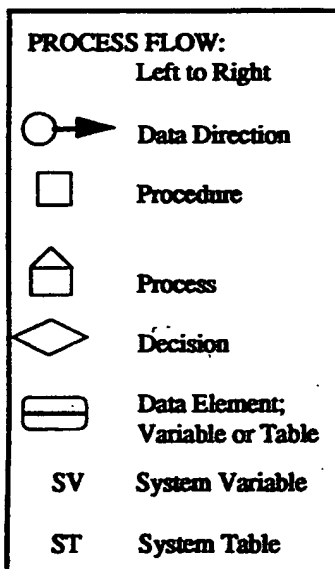 PROCESS FLOW:
Left to Right
Data Direction
Procedure
Process
Decision
Data Element;
Variable or Table
SV System Variable
ST System Table